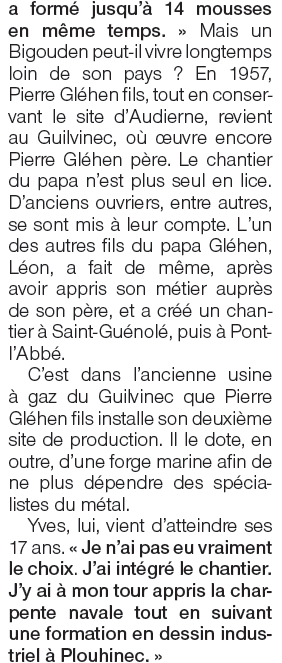 a formé jusqu'à 14 mousses
en même temps. » Mais un
Bigouden peut-il vivre longtemps
loin de son pays ? En 1957,
Pierre Gléhen fils, tout en conser-
vant le site d'Audierne, revient
au Guilvinec, où œuvre encore
Pierre Gléhen père. Le chantier
du papa n'est plus seul en lice.
D'anciens ouvriers, entre autres,
se sont mis à leur compte. L'un
des autres fils du papa Gléhen,
Léon, a fait de même, après
avoir appris son métier auprès
de son père, et a créé un chan-
tier à Saint-Guénolé, puis à Pont-
l'Abbé.
C'est dans l'ancienne usine
à gaz du Guilvinec que Pierre
Gléhen fils installe son deuxième
site de production. Il le dote, en
outre, d'une forge marine afin de
ne plus dépendre des spécia-
listes du métal.
Yves, lui, vient d'atteindre ses
17 ans. « Je n'ai pas eu vraiment
le choix. J'ai intégré le chantier.
J'y ai à mon tour appris la char-
pente navale tout en suivant
une formation en dessin indus-
triel à Plouhinec. »